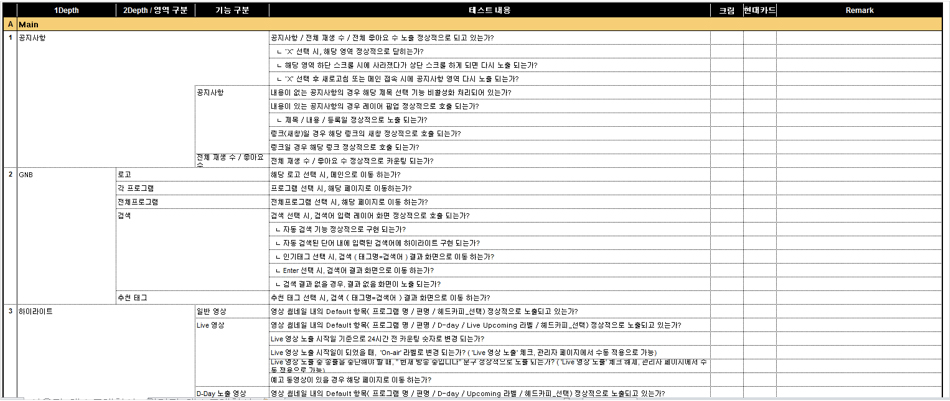 1Depth 2Depth / 영역 구분 기능 구분 테스트 내용 크롬 현대카드 Remark
A Main
1 공지사항 공지사항 / 전체 재생 수 / 전체 좋아요 수 노출 정상적으로 되고 있는가?
ㄴ "X" 선택 시, 해당 영역 정상적으로 닫히는가?
ㄴ 해당 영역 하단 스크롤 시에 사라졌다가 상단 스크롤 하게 되면 다시 노출 되는가?
ㄴ "X" 선택 후 새로고침 또는 메인 접속 시에 공지사항 영역 다시 노출 되는가?
공지사항 내용이 없는 공지사항의 경우 해당 제목 선택 기능 비활성화 처리되어 있는가?
내용이 있는 공지사항의 경우 레이어 팝업 정상적으로 호출 되는가?
ㄴ 제목 / 내용 / 등록일 정상적으로 노출 되는가?
링크(새창)일 경우 해당 링크의 새창 정상적으로 호출 되는가?
링크일 경우 해당 링크 정상적으로 호출 되는가?
전체 재생 수 / 좋아요 수 전체 재생 수 / 좋아요 수 정상적으로 카운팅 되는가?
2 GNB 로고 해당 로고 선택 시, 메인으로 이동 하는가?
각 프로그램 프로그램 선택 시, 해당 페이지로 이동하는가?
전체프로그램 전체프로그램 선택 시, 해당 페이지로 이동 하는가?
검색 검색 선택 시, 검색어 입력 레이어 화면 정상적으로 호출 되는가?
ㄴ 자동 검색 기능 정상적으로 구현 되는가?
ㄴ 자동 검색된 단어 내에 입력된 검색어에 하이라이트 구현 되는가?
ㄴ 인기태그 선택 시, 검색 ( 태그명=검색어 ) 결과 화면으로 이동 하는가?
ㄴ Enter 선택 시, 검색어 결과 화면으로 이동 하는가?
ㄴ 검색 결과 없을 경우, 결과 없음 화면이 노출 되는가?
추천 태그 추천 태그 선택 시, 검색 ( 태그명=검색어 ) 결과 화면으로 이동 하는가?
3 하이라이트 일반 영상 영상 썸네일 내의 Default 항목( 프로그램 명 / 편명 / 헤드카피_선택) 정상적으로 노출되고 있는가?
Live 영상 영상 썸네일 내의 Default 항목( 프로그램 명 / 편명 / D-day / Live Upcoming 라벨 / 헤드카피_선택) 정상적으로 노출되고 있는가?
Live 영상 노출 시작일 기준으로 24시간 전 카운팅 숫자로 변경 되는가?
Live 영상 노출 시작일이 되었을 때, 'On-air' 라벨로 변경 되는가? ( 'Live 영상 노출' 체크, 관리자 페이지에서 수동 적용으로 가능)
Live 영상 노출 중 송출을 중단해야 할 때, " 현재 방송 중입니다" 문구 정상적으로 노출 되는가? ( 'Live 영상 노출' 체크 해제, 관리자 페이지에서 수
동 적용으로 가능)
예고 동영상이 있을 경우 해당 페이지로 이동 하는가?
D-Day 노출 영상 영상 썸네일 내의 Default 항목( 프로그램 명 / 편명 / D-day / Upcoming 라벨 / 헤드카피_선택) 정상적으로 노출되고 있는가?